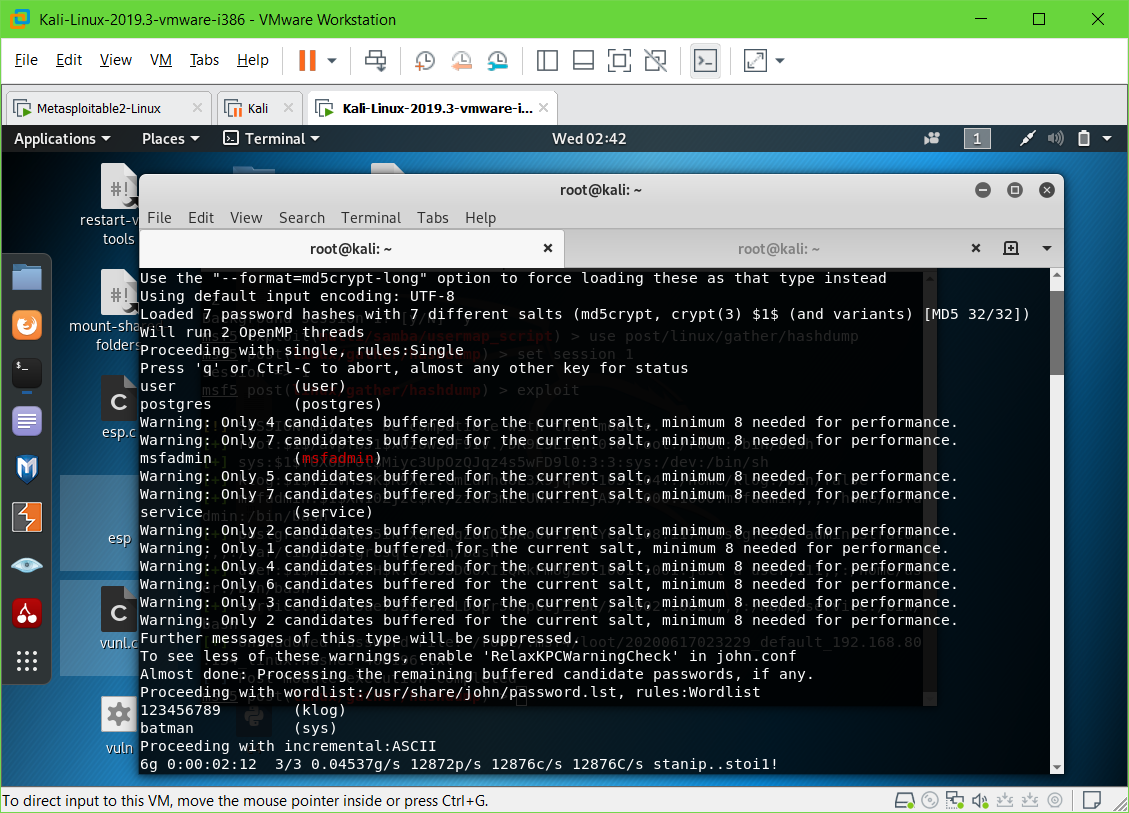 Kali-Linux-2019.3-vmware-i386 - VMware Workstation
File Edit View VM Tabs Help
Metasploitable2-Linux
Kali
Kali-Linux-2019.3-vmware-i...
Applications Places Terminal Wed 02:42 1
root@kali: ~
File Edit View Search Terminal Tabs Help
root@kali: ~
root@kali: ~
restart-v
tools
mount-sha
folders
esp.c
esp
vunl.c
vuln
Use the "--format=md5crypt-long" option to force loading these as that type instead
Using default input encoding: UTF-8
Loaded 7 password hashes with 7 different salts (md5crypt, crypt(3) $1$ (and variants) [MD5 32/32])
Will run 2 OpenMP threads
Proceeding with single, rules:Single
Press 'q' or Ctrl-C to abort, almost any other key for status
user (user)
postgres (postgres)
Warning: Only 4 candidates buffered for the current salt, minimum 8 needed for performance.
Warning: Only 7 candidates buffered for the current salt, minimum 8 needed for performance.
msfadmin (msfadmin)
Warning: Only 5 candidates buffered for the current salt, minimum 8 needed for performance.
Warning: Only 7 candidates buffered for the current salt, minimum 8 needed for performance.
service (service)
Warning: Only 2 candidates buffered for the current salt, minimum 8 needed for performance.
Warning: Only 1 candidate buffered for the current salt, minimum 8 needed for performance.
Warning: Only 4 candidates buffered for the current salt, minimum 8 needed for performance.
Warning: Only 5 candidates buffered for the current salt, minimum 8 needed for performance.
Warning: Only 3 candidates buffered for the current salt, minimum 8 needed for performance.
Warning: Only 2 candidates buffered for the current salt, minimum 8 needed for performance.
Further messages of this type will be suppressed.
To see less of these warnings, enable 'RelaxKPCWarningCheck' in john.conf
Almost done: Processing the remaining buffered candidate passwords, if any.
Proceeding with wordlist:/usr/share/john/password.lst, rules:Wordlist
123456789 (klog)
batman (sys)
Proceeding with incremental:ASCII
6g 0:00:02:12 3/3 0.04537g/s 12872p/s 12876c/s 12876C/s stanip..stoi1!
> use post/linux/gather/hashdump
> set session 1
> exploit
To direct input to this VM, move the mouse pointer inside or press Ctrl+G.